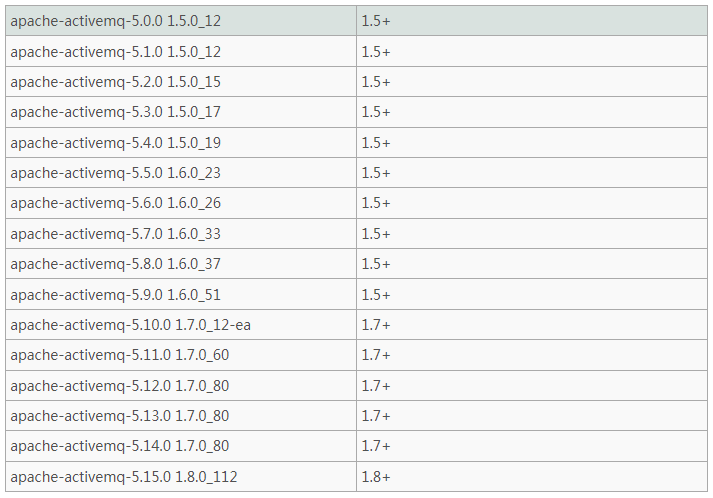 apache-activemq-5.0.0 1.5.0_12 1.5+
apache-activemq-5.1.0 1.5.0_12 1.5+
apache-activemq-5.2.0 1.5.0_15 1.5+
apache-activemq-5.3.0 1.5.0_17 1.5+
apache-activemq-5.4.0 1.5.0_19 1.5+
apache-activemq-5.5.0 1.6.0_23 1.5+
apache-activemq-5.6.0 1.6.0_26 1.5+
apache-activemq-5.7.0 1.6.0_33 1.5+
apache-activemq-5.8.0 1.6.0_37 1.5+
apache-activemq-5.9.0 1.6.0_51 1.5+
apache-activemq-5.10.0 1.7.0_12-ea 1.7+
apache-activemq-5.11.0 1.7.0_60 1.7+
apache-activemq-5.12.0 1.7.0_80 1.7+
apache-activemq-5.13.0 1.7.0_80 1.7+
apache-activemq-5.14.0 1.7.0_80 1.7+
apache-activemq-5.15.0 1.8.0_112 1.8+